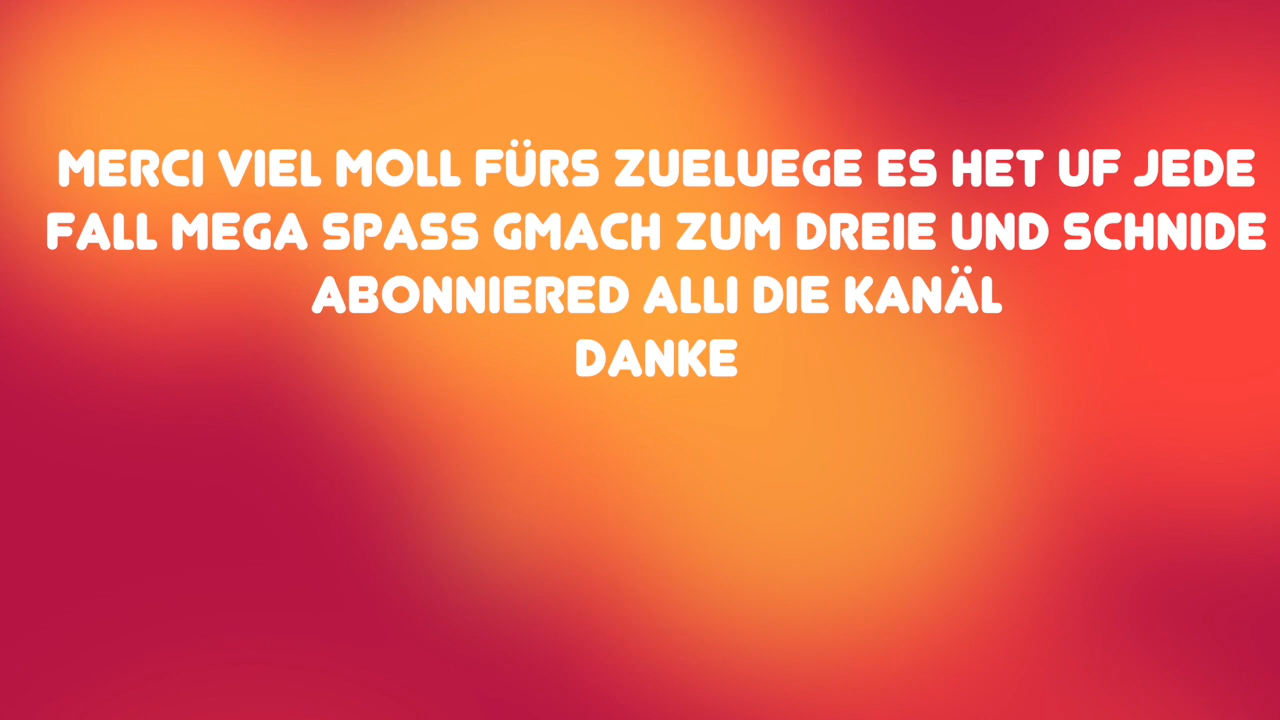 MERCI VIEL MOLL FÜRS ZUELUEGE ES HET UF JEDE
FALL MEGA SPASS GMACH ZUM DREIE UND SCHNIDE
ABONNIERED ALLI DIE KANÄL
DANKE